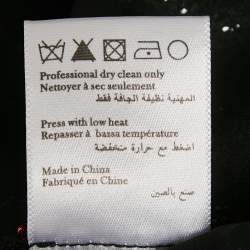 Professional dry clean only
Nettoyer à sec seulement
المهنية نظيفة الجافة فقط
Press with low heat
Repasser à bassa température
اضغط مع حرارة منخفضة
Made in China
Fabriqué en Chine
صنع بالصين